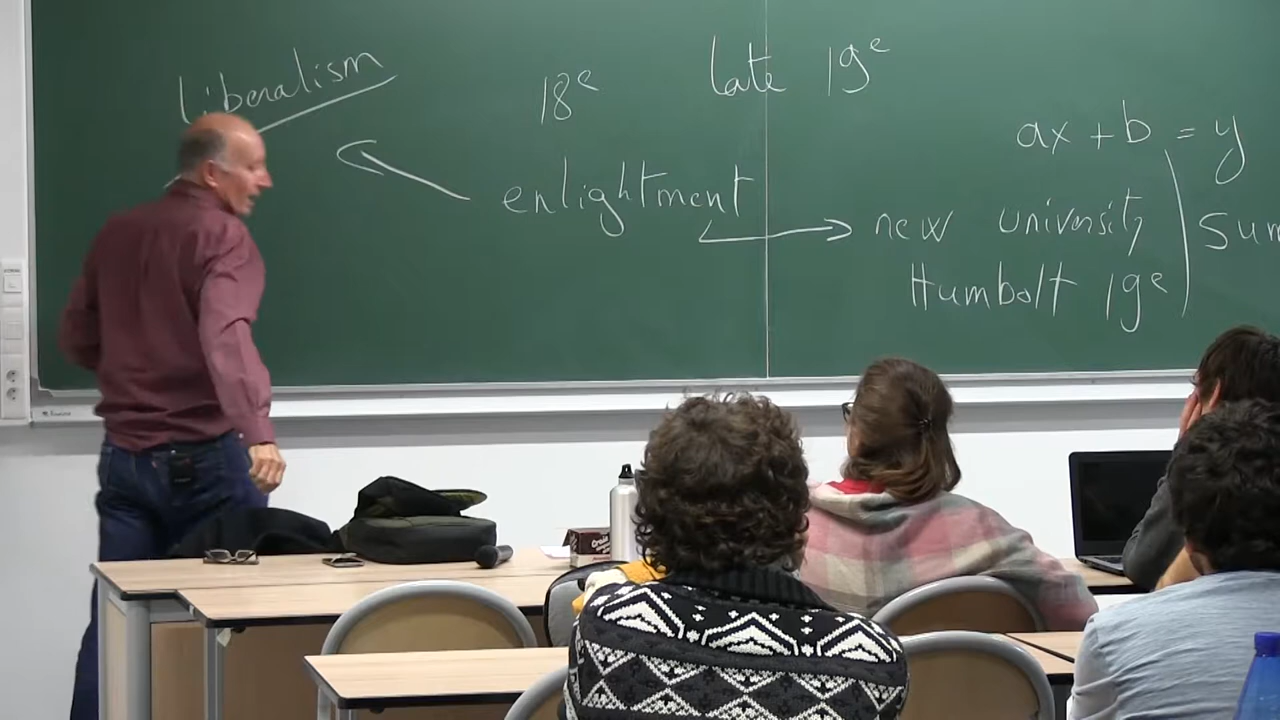 liberalism
18e
late 19e
ax + b = y
enlightment
new university
Humbolt 19e
Sum